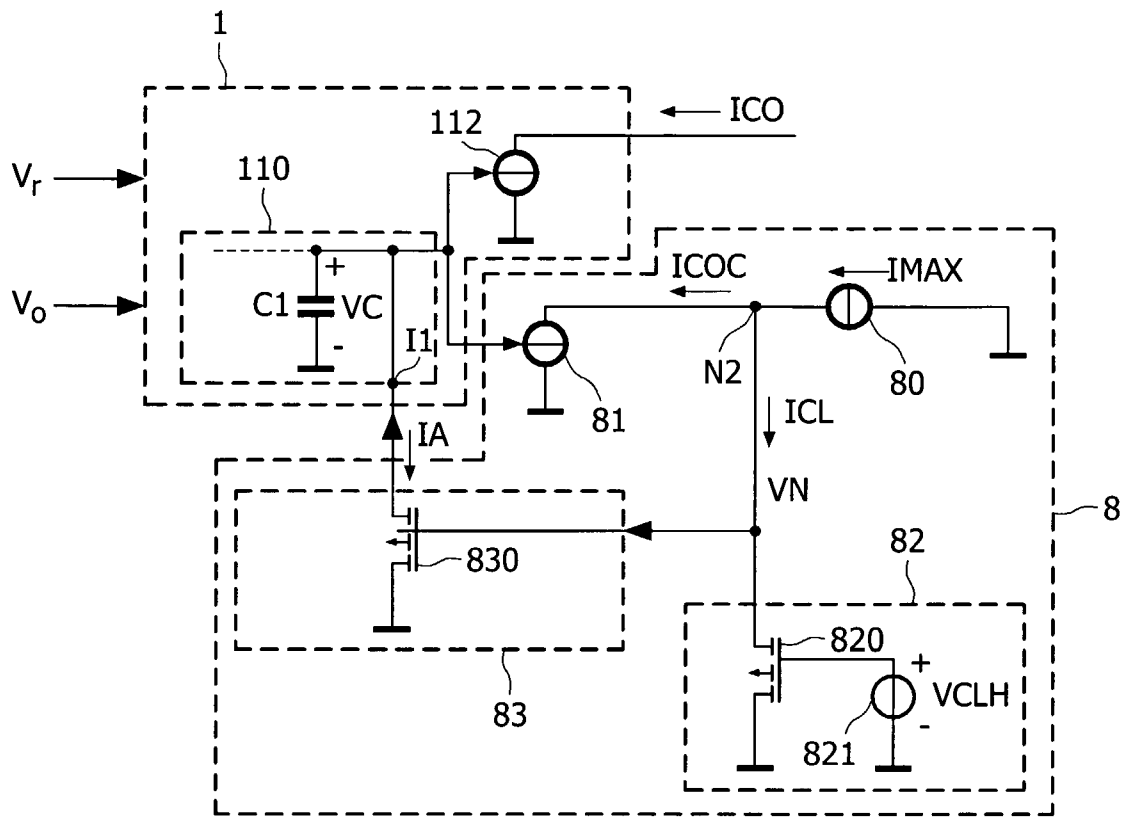 1
ICO
112
Vr
110
ICOC
IMAX
+
Vo
C1
VC
I1
-
N2
80
81
IA
ICL
VN
8
830
82
820
+
VCLH
83
821
-